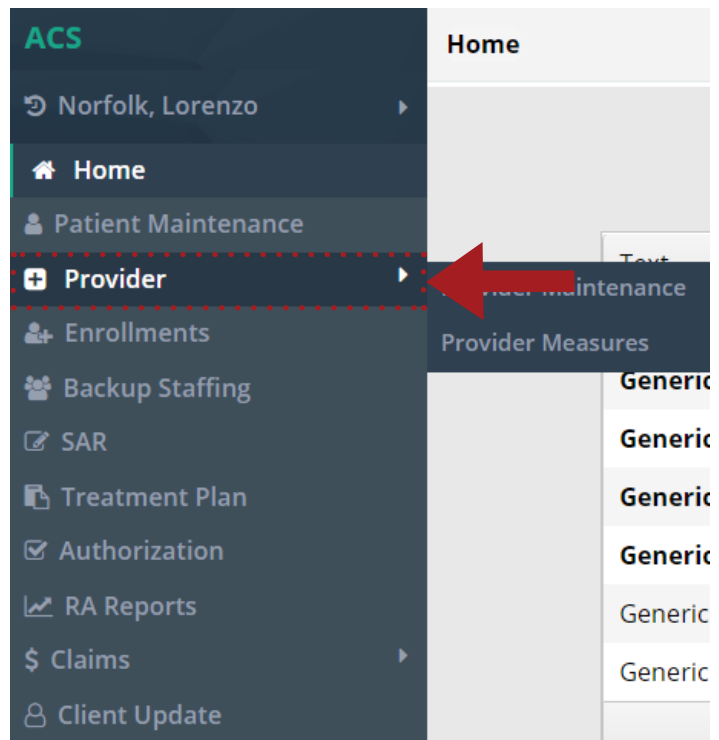 ACS
Home
Norfolk, Lorenzo
Home
Patient Maintenance
Provider
Text
Maintenance
Provider Measures
Enrollments
Generic
Backup Staffing
SAR
Generic
Treatment Plan
Generic
Authorization
Generic
RA Reports
Generic
$ Claims
Generic
Client Update